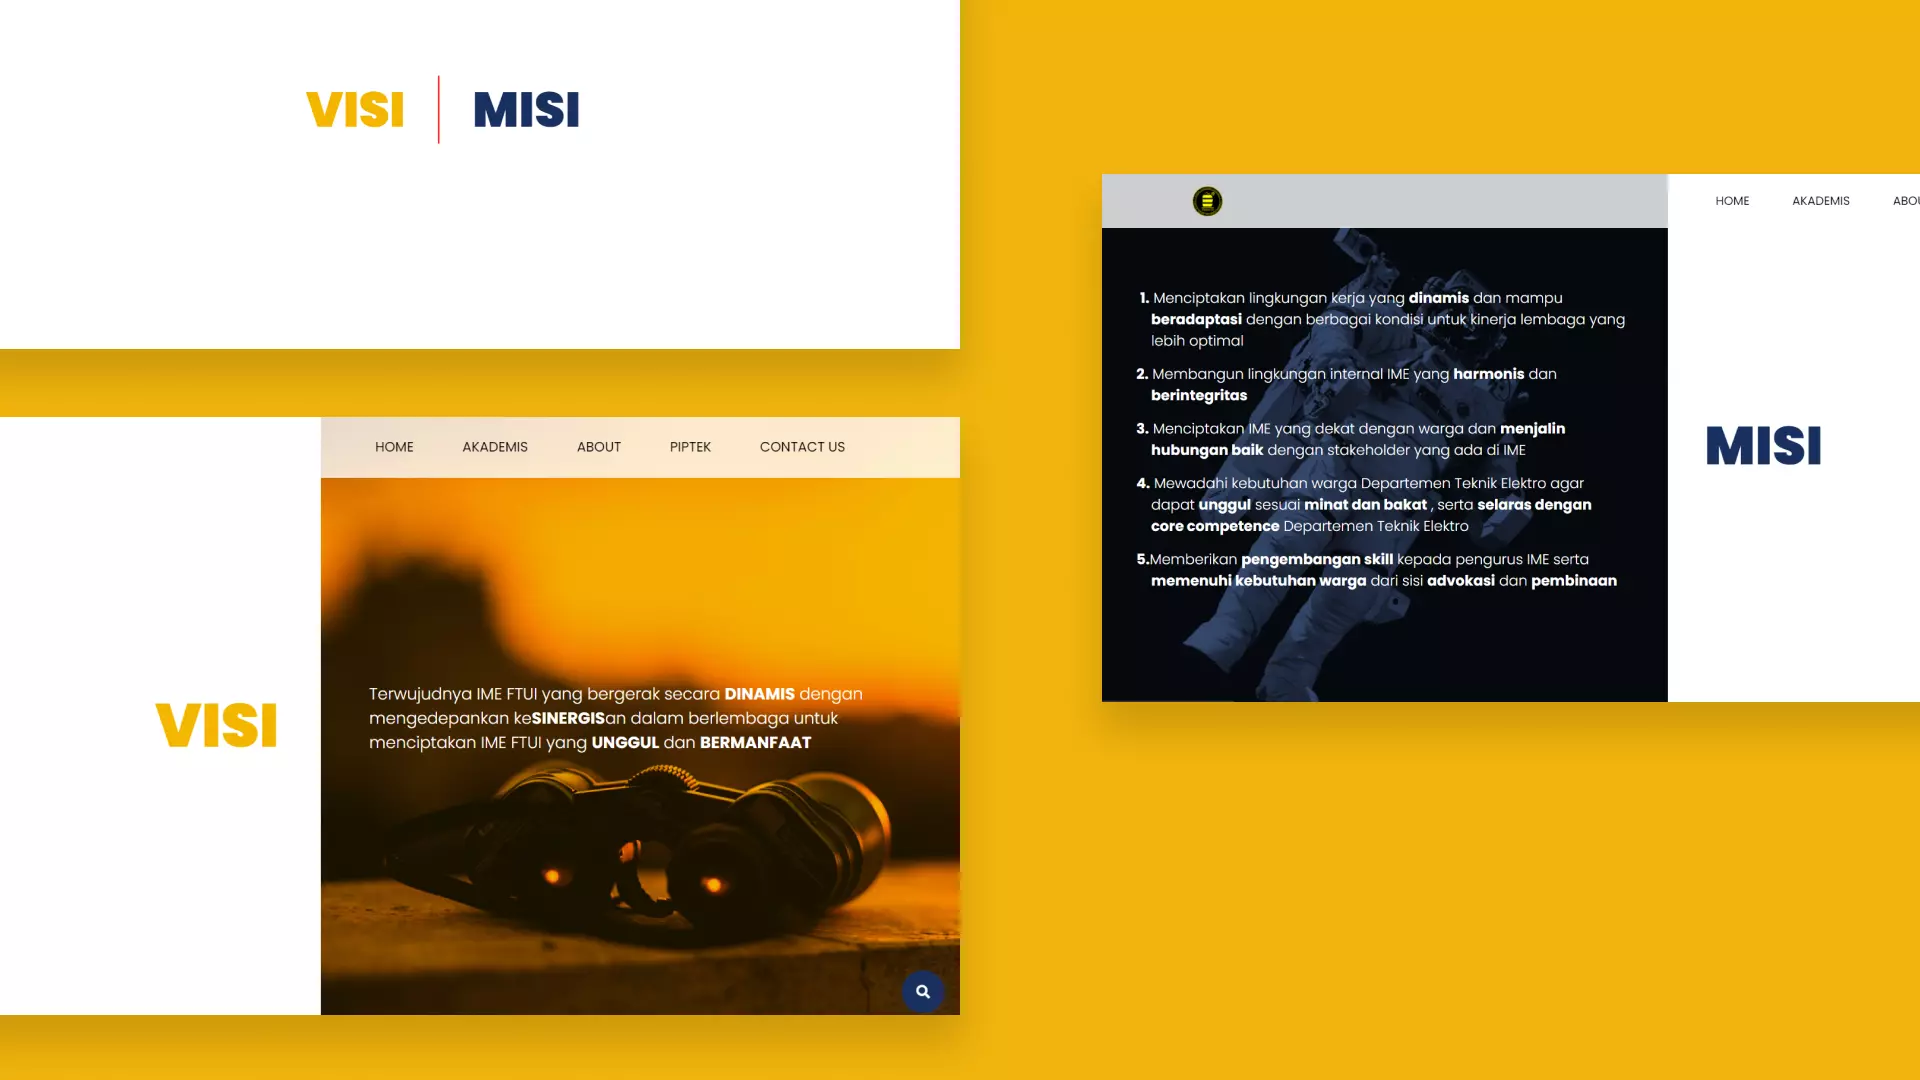 VISI MISI
HOME AKADEMIS ABOUT PIPTEK CONTACT US
VISI
Terwujudnya IME FTUI yang bergerak secara DINAMIS dengan
mengedepankan keSINERGISan dalam berlembaga untuk
menciptakan IME FTUI yang UNGGUL dan BERMANFAAT
HOME AKADEMIS ABOU
1. Menciptakan lingkungan kerja yang dinamis dan mampu
beradaptasi dengan berbagai kondisi untuk kinerja lembaga yang
lebih optimal
2. Membangun lingkungan internal IME yang harmonis dan
berintegritas
3. Menciptakan IME yang dekat dengan warga dan menjalin
hubungan baik dengan stakeholder yang ada di IME
4. Mewadahi kebutuhan warga Departemen Teknik Elektro agar
dapat unggul sesuai minat dan bakat , serta selaras dengan
core competence Departemen Teknik Elektro
5.Memberikan pengembangan skill kepada pengurus IME serta
memenuhi kebutuhan warga dari sisi advokasi dan pembinaan
MISI